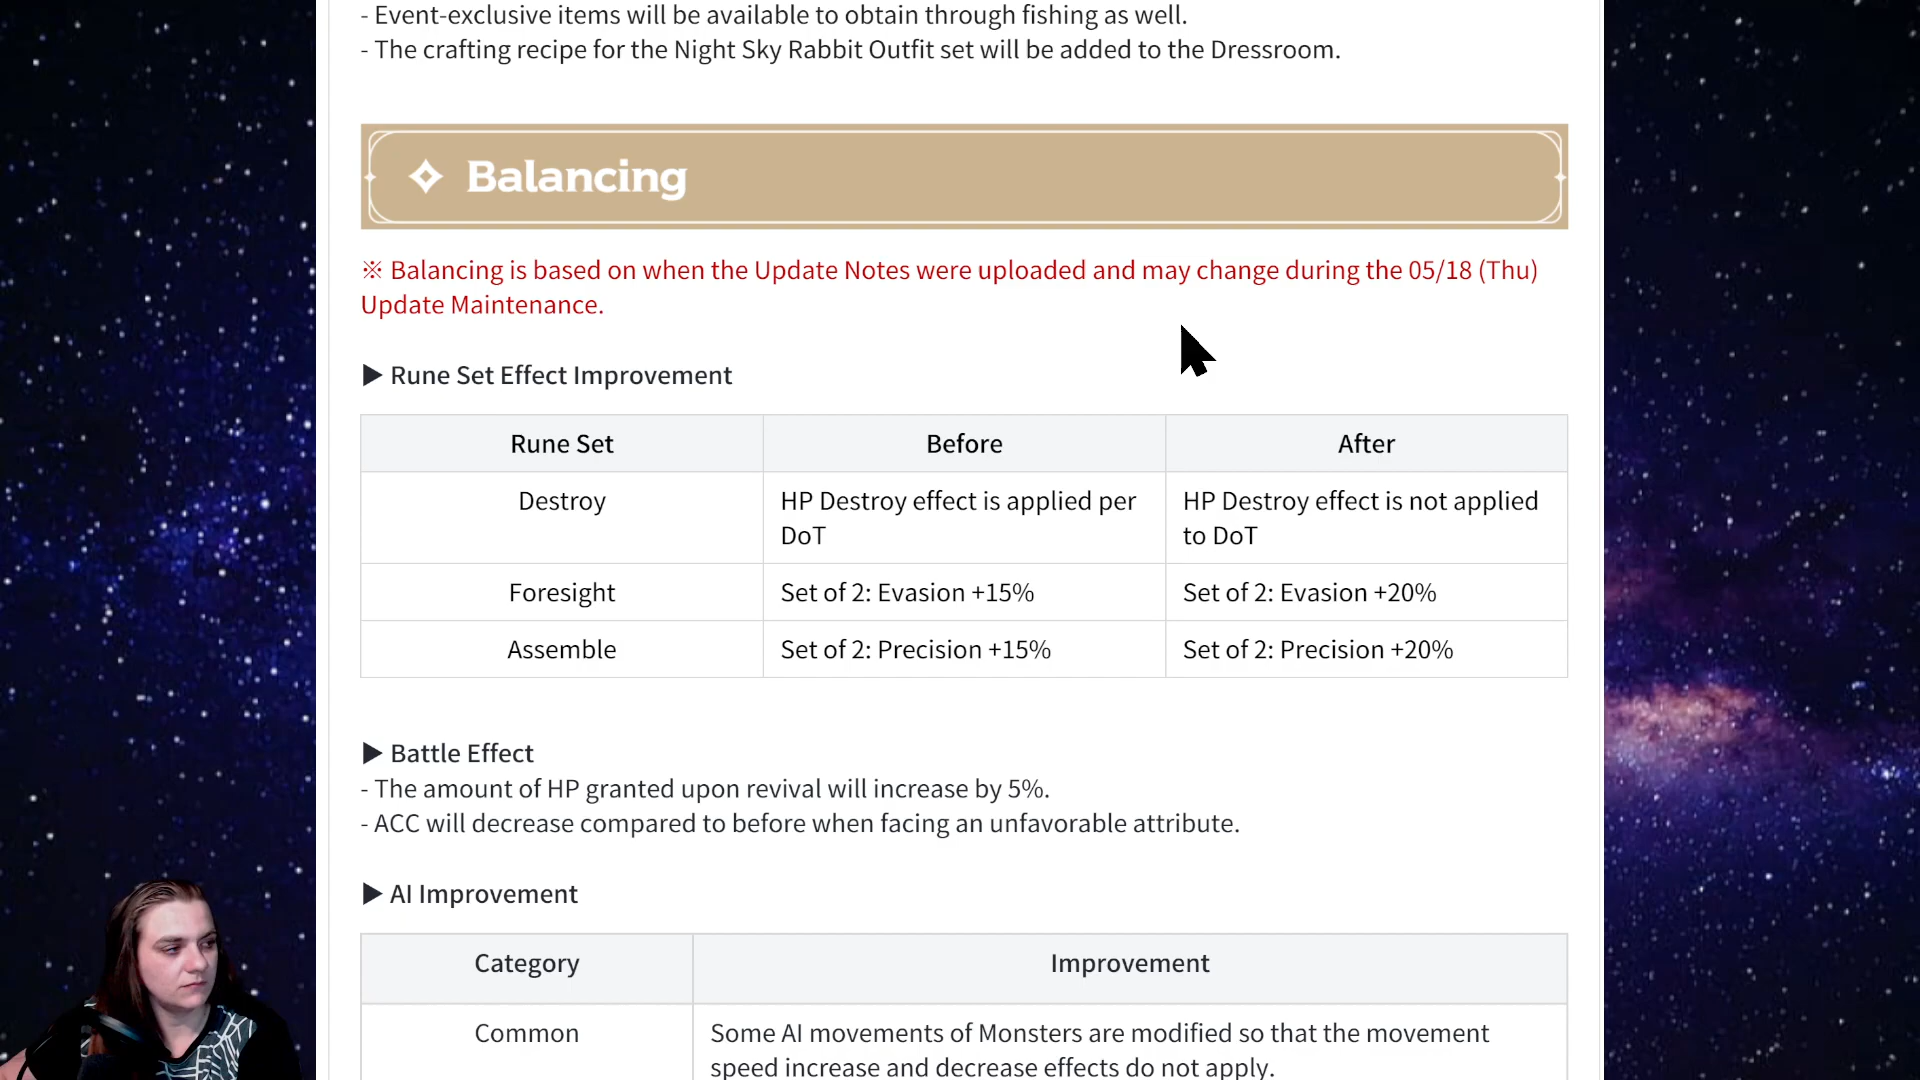 - Event-exclusive items will be available to obtain through fishing as well.
- The crafting recipe for the Night Sky Rabbit Outfit set will be added to the Dressroom.
Balancing
※ Balancing is based on when the Update Notes were uploaded and may change during the 05/18 (Thu)
Update Maintenance.
▶ Rune Set Effect Improvement
Rune Set Before After
Destroy HP Destroy effect is applied per HP Destroy effect is not applied
DoT to DoT
Foresight Set of 2: Evasion +15% Set of 2: Evasion +20%
Assemble Set of 2: Precision +15% Set of 2: Precision +20%
▶ Battle Effect
- The amount of HP granted upon revival will increase by 5%.
- ACC will decrease compared to before when facing an unfavorable attribute.
▶ AI Improvement
Category Improvement
Common Some AI movements of Monsters are modified so that the movement
speed increase and decrease effects do not apply.